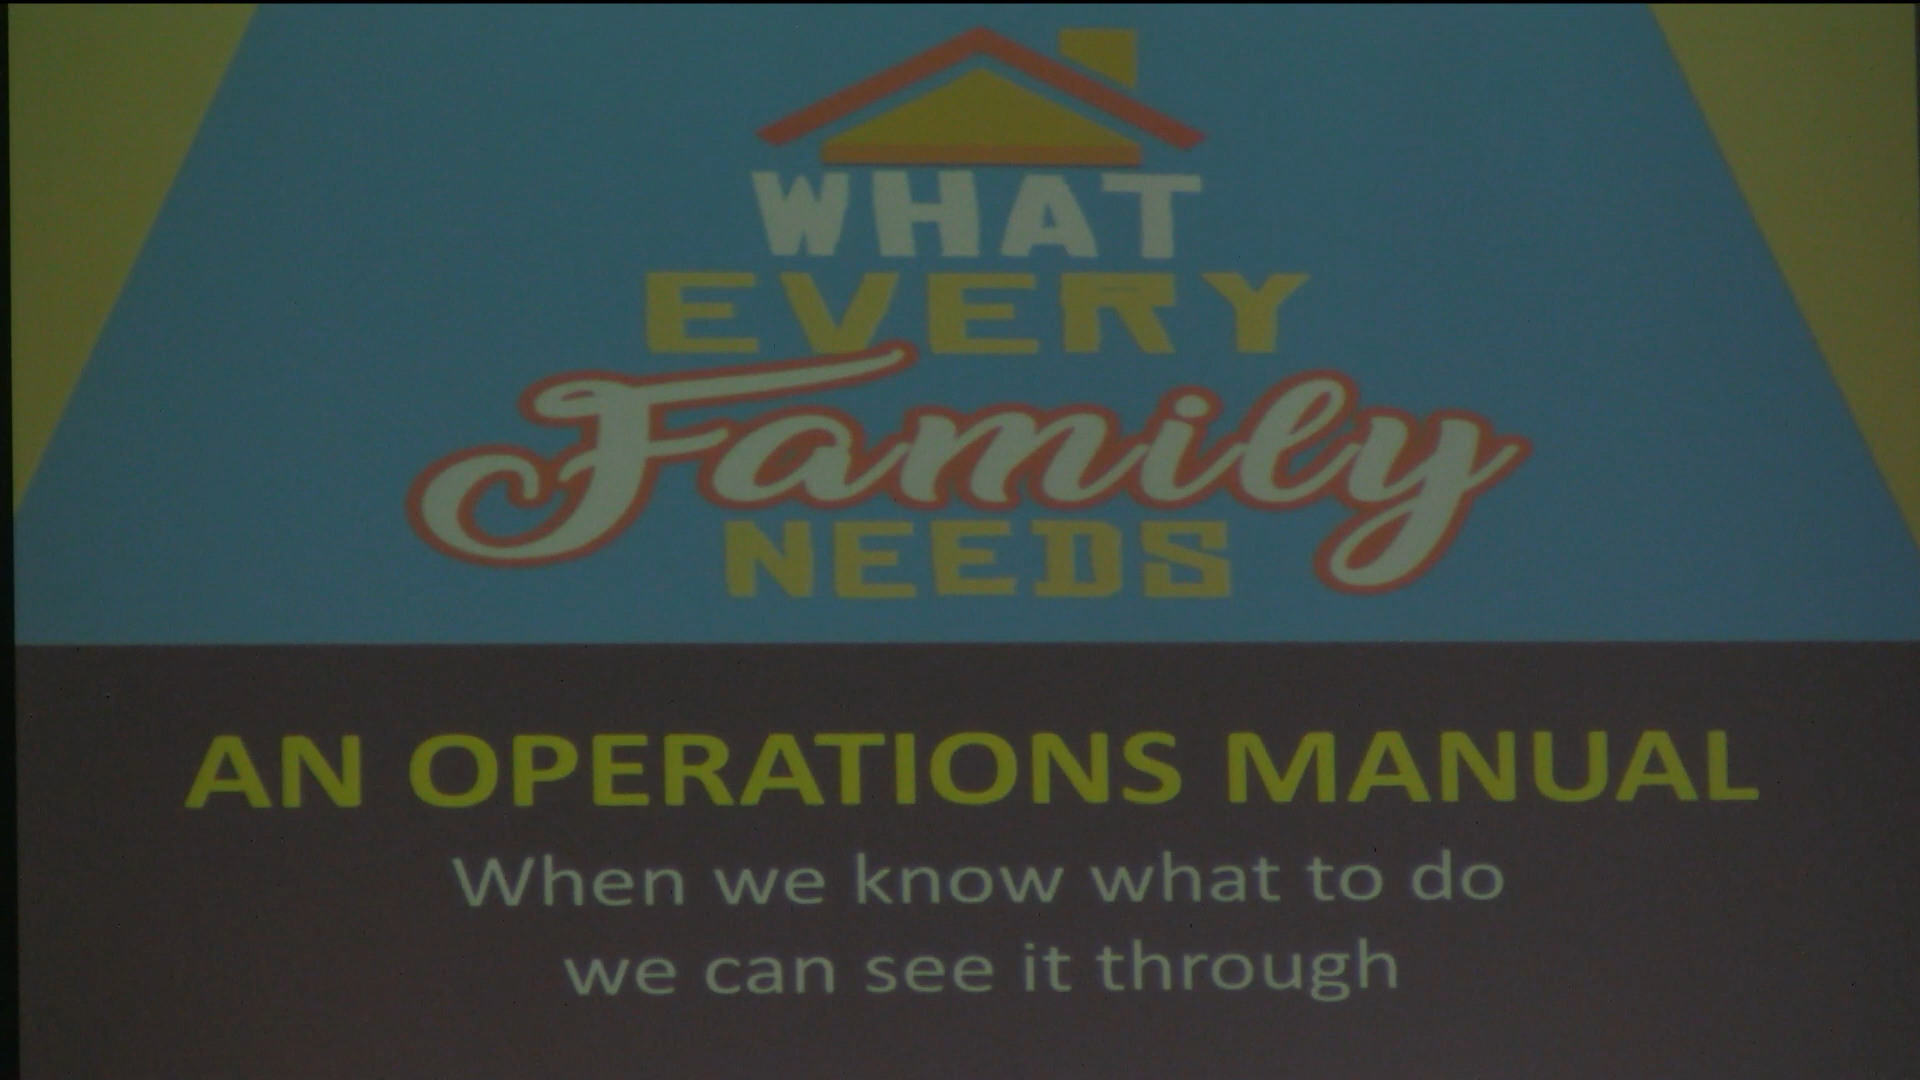 WHAT
EVERY
Family
NEEDS
AN OPERATIONS MANUAL
When we know what to do
we can see it through